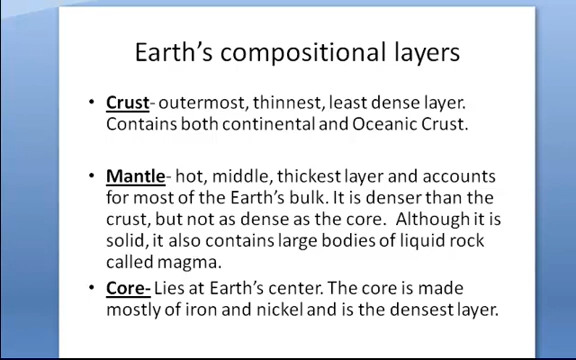 Earth's compositional layers
• Crust- outermost, thinnest, least dense layer.
Contains both continental and Oceanic Crust.
• Mantle- hot, middle, thickest layer and accounts
for most of the Earth's bulk. It is denser than the
crust, but not as dense as the core. Although it is
solid, it also contains large bodies of liquid rock
called magma.
• Core- Lies at Earth's center. The core is made
mostly of iron and nickel and is the densest layer.